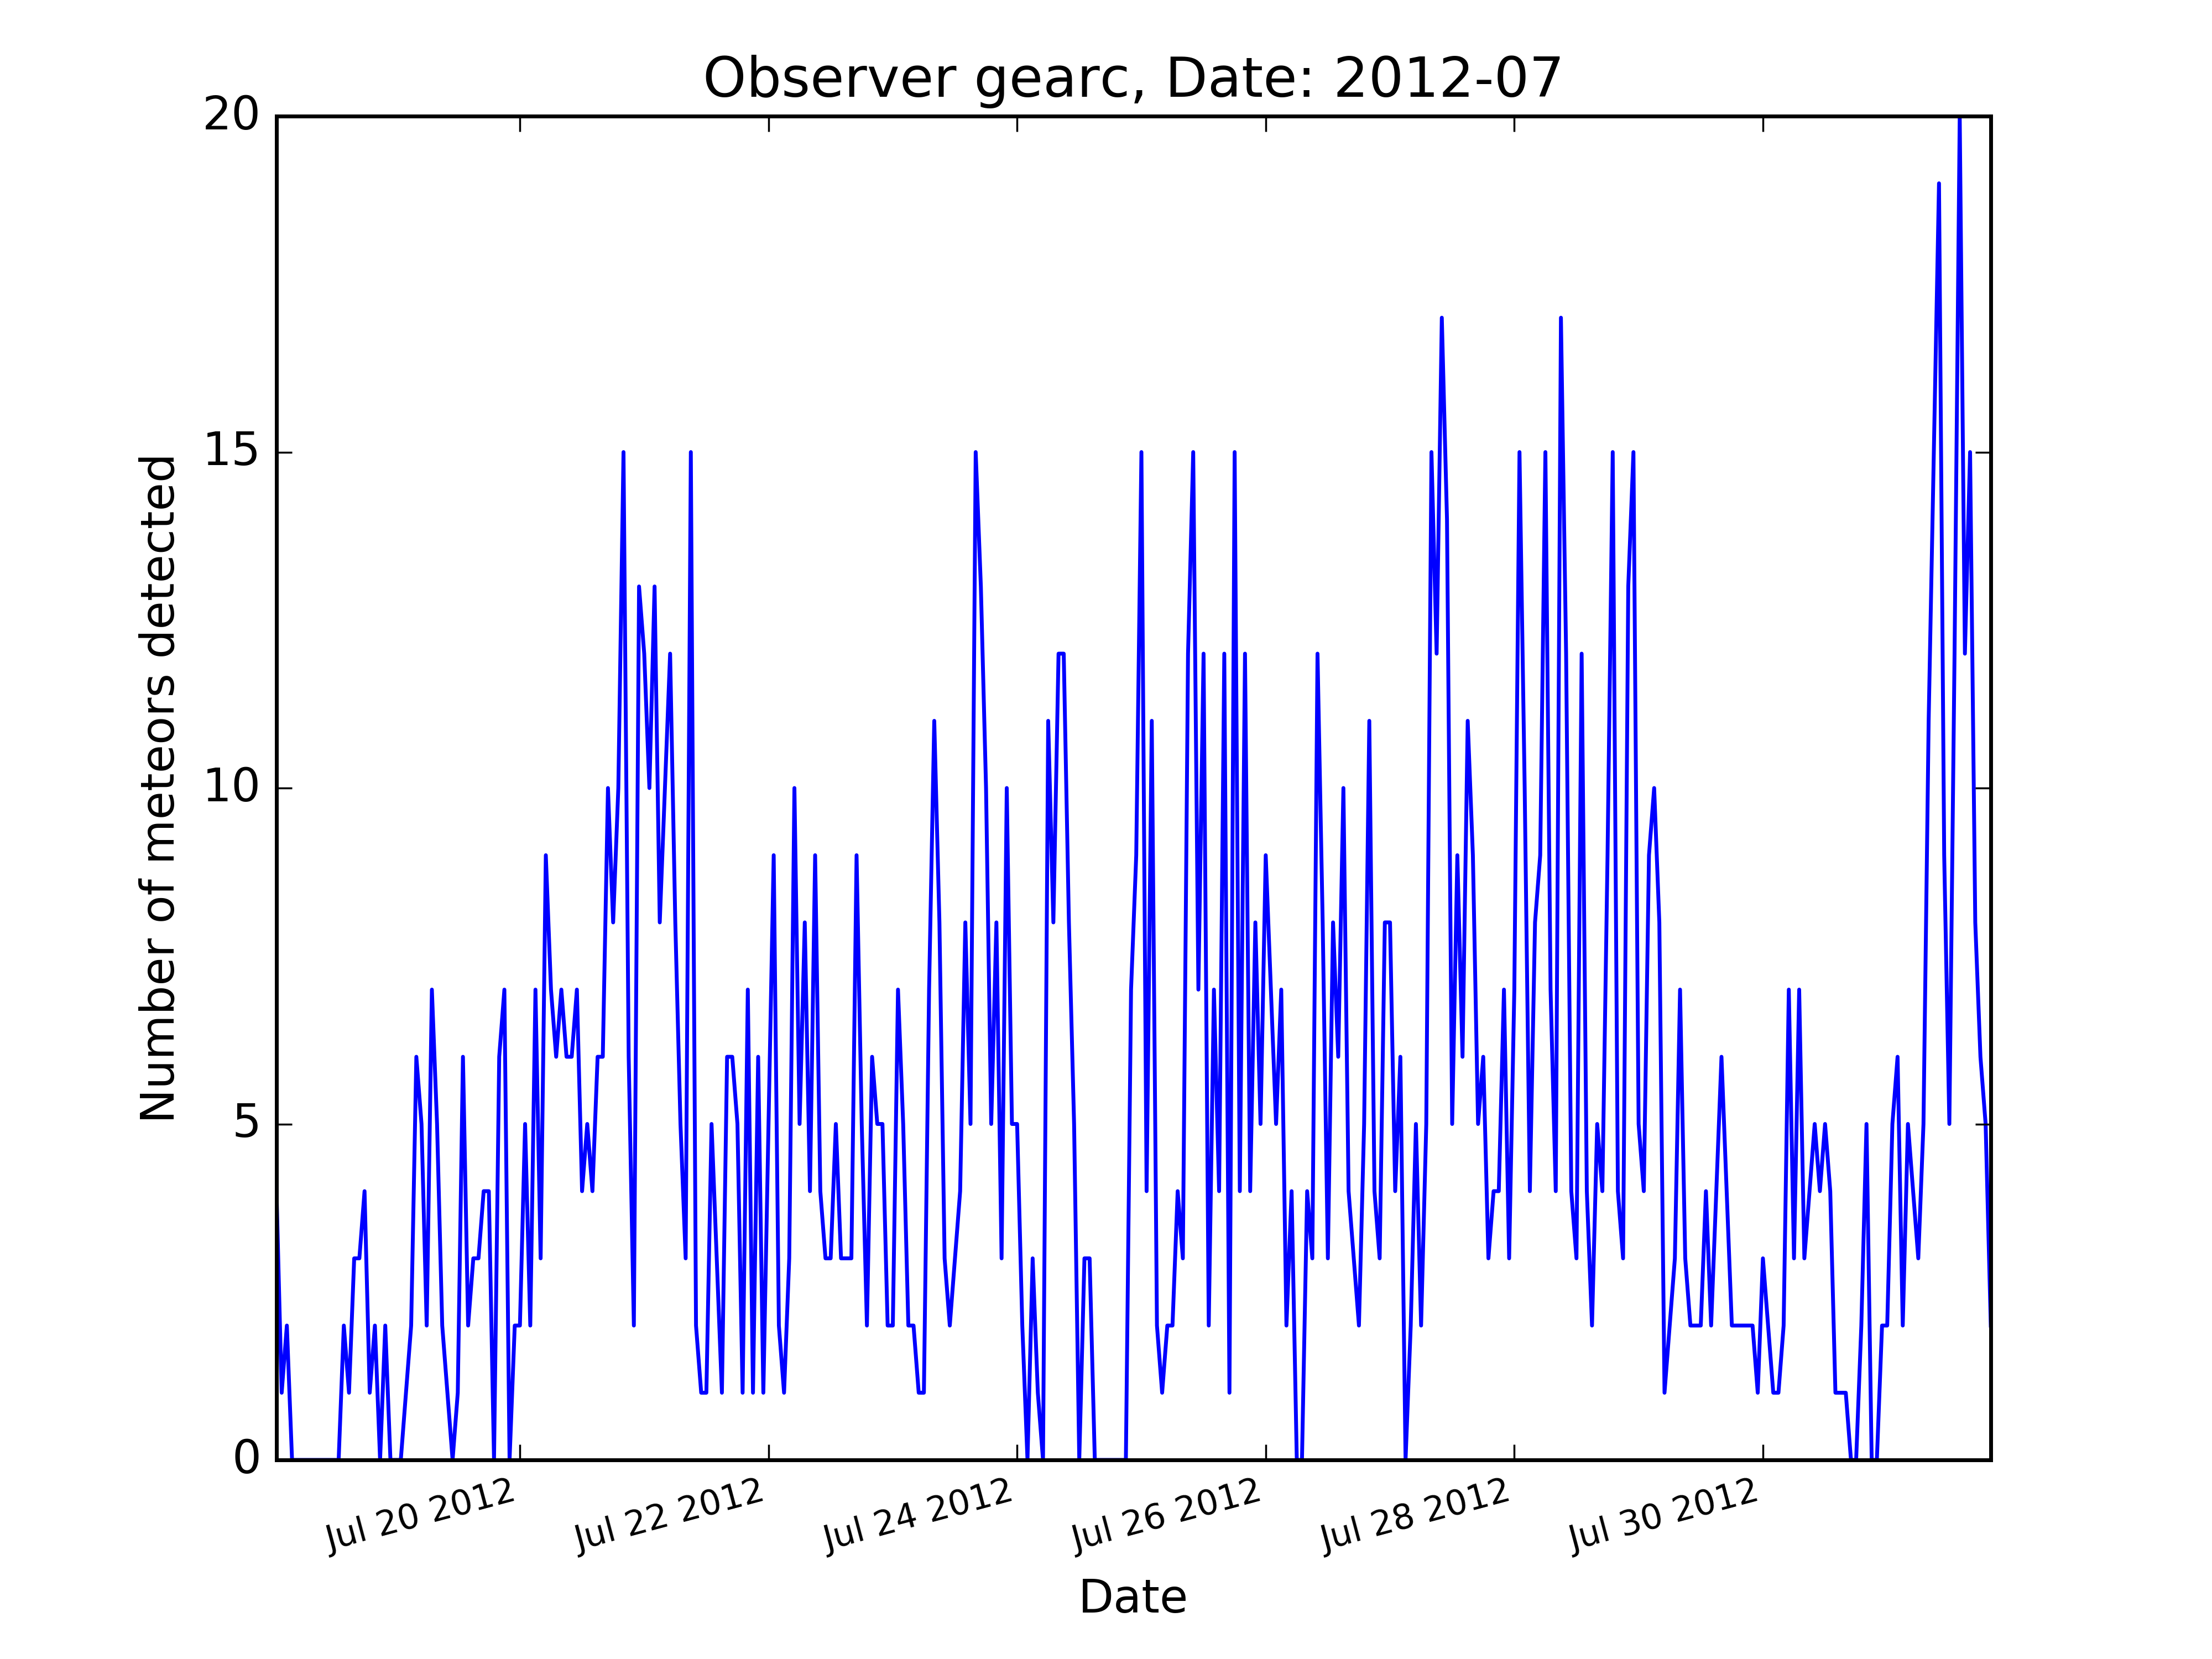 Observer gearc, Date: 2012-07
Number of meteors detected
20
15
10
5
0
Jul 20 2012
Jul 22 2012
Jul 24 2012
Jul 26 2012
Jul 28 2012
Jul 30 2012
Date